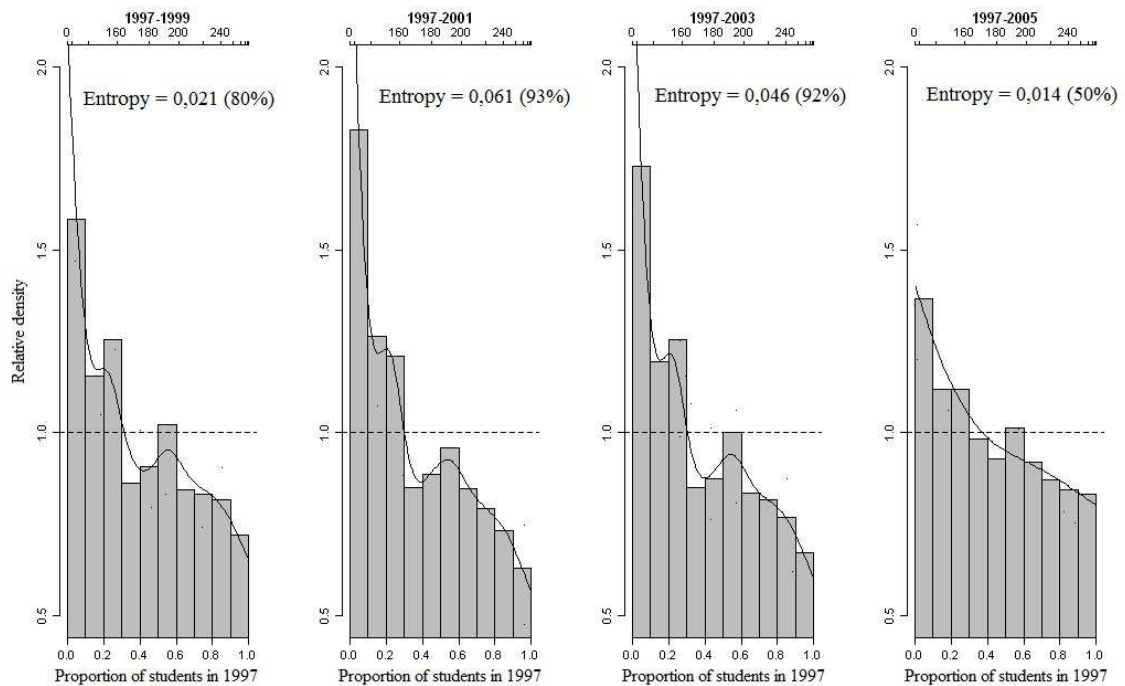 1997-1999
0 160 200 240
Entropy = 0,021 (80%)
Relative density
2.0
1.5
1.0
0.5
0.0 0.2 0.4 0.6 0.8 1.0
Proportion of students in 1997
1997-2001
0 160 180 200 240
Entropy = 0,061 (93%)
2.0
1.5
1.0
0.5
0.0 0.2 0.4 0.6 0.8 1.0
Proportion of students in 1997
1997-2003
0 160 180 200 240
Entropy = 0,046 (92%)
2.0
1.5
1.0
0.5
0.0 0.2 0.4 0.6 0.8 1.0
Proportion of students in 1997
1997-2005
0 160 180 200 240
Entropy = 0,014 (50%)
2.0
1.5
1.0
0.5
0.0 0.2 0.4 0.6 0.8 1.0
Proportion of students in 1997